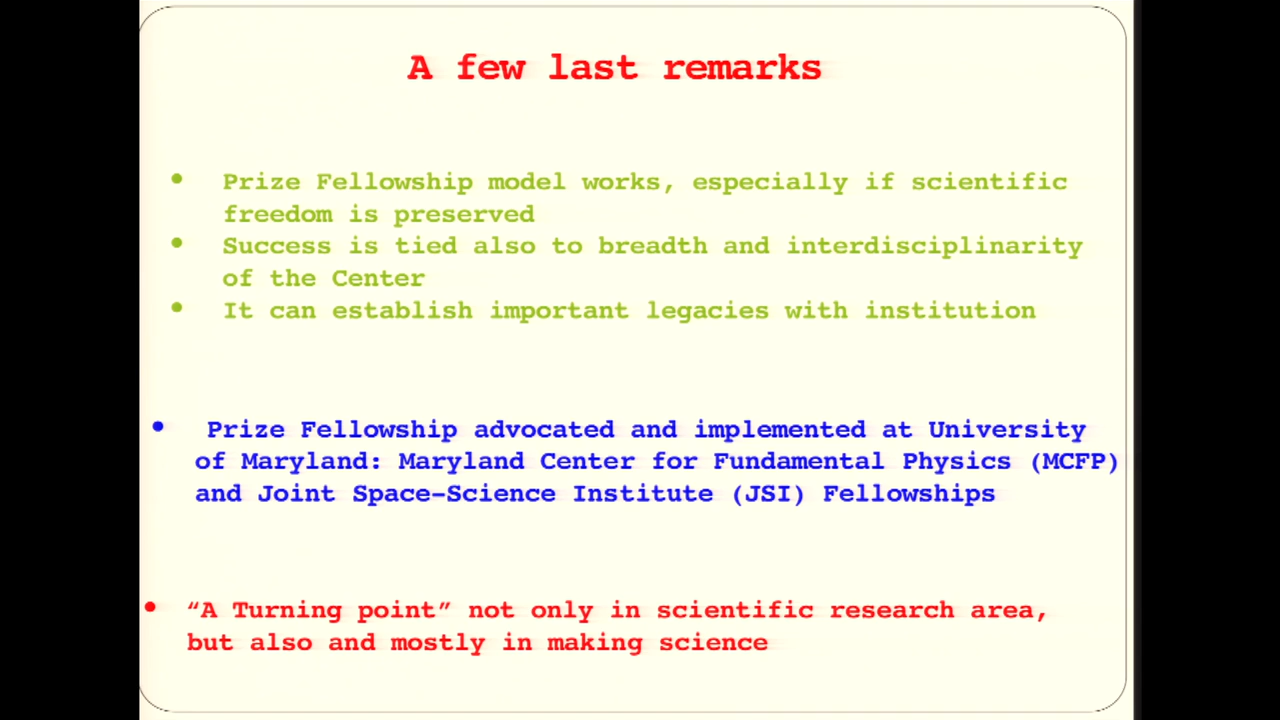 A few last remarks
• Prize Fellowship model works, especially if scientific
freedom is preserved
• Success is tied also to breadth and interdisciplinarity
of the Center
• It can establish important legacies with institution
• Prize Fellowship advocated and implemented at University
of Maryland: Maryland Center for Fundamental Physics (MCFP)
and Joint Space-Science Institute (JSI) Fellowships
• “A Turning point” not only in scientific research area,
but also and mostly in making science